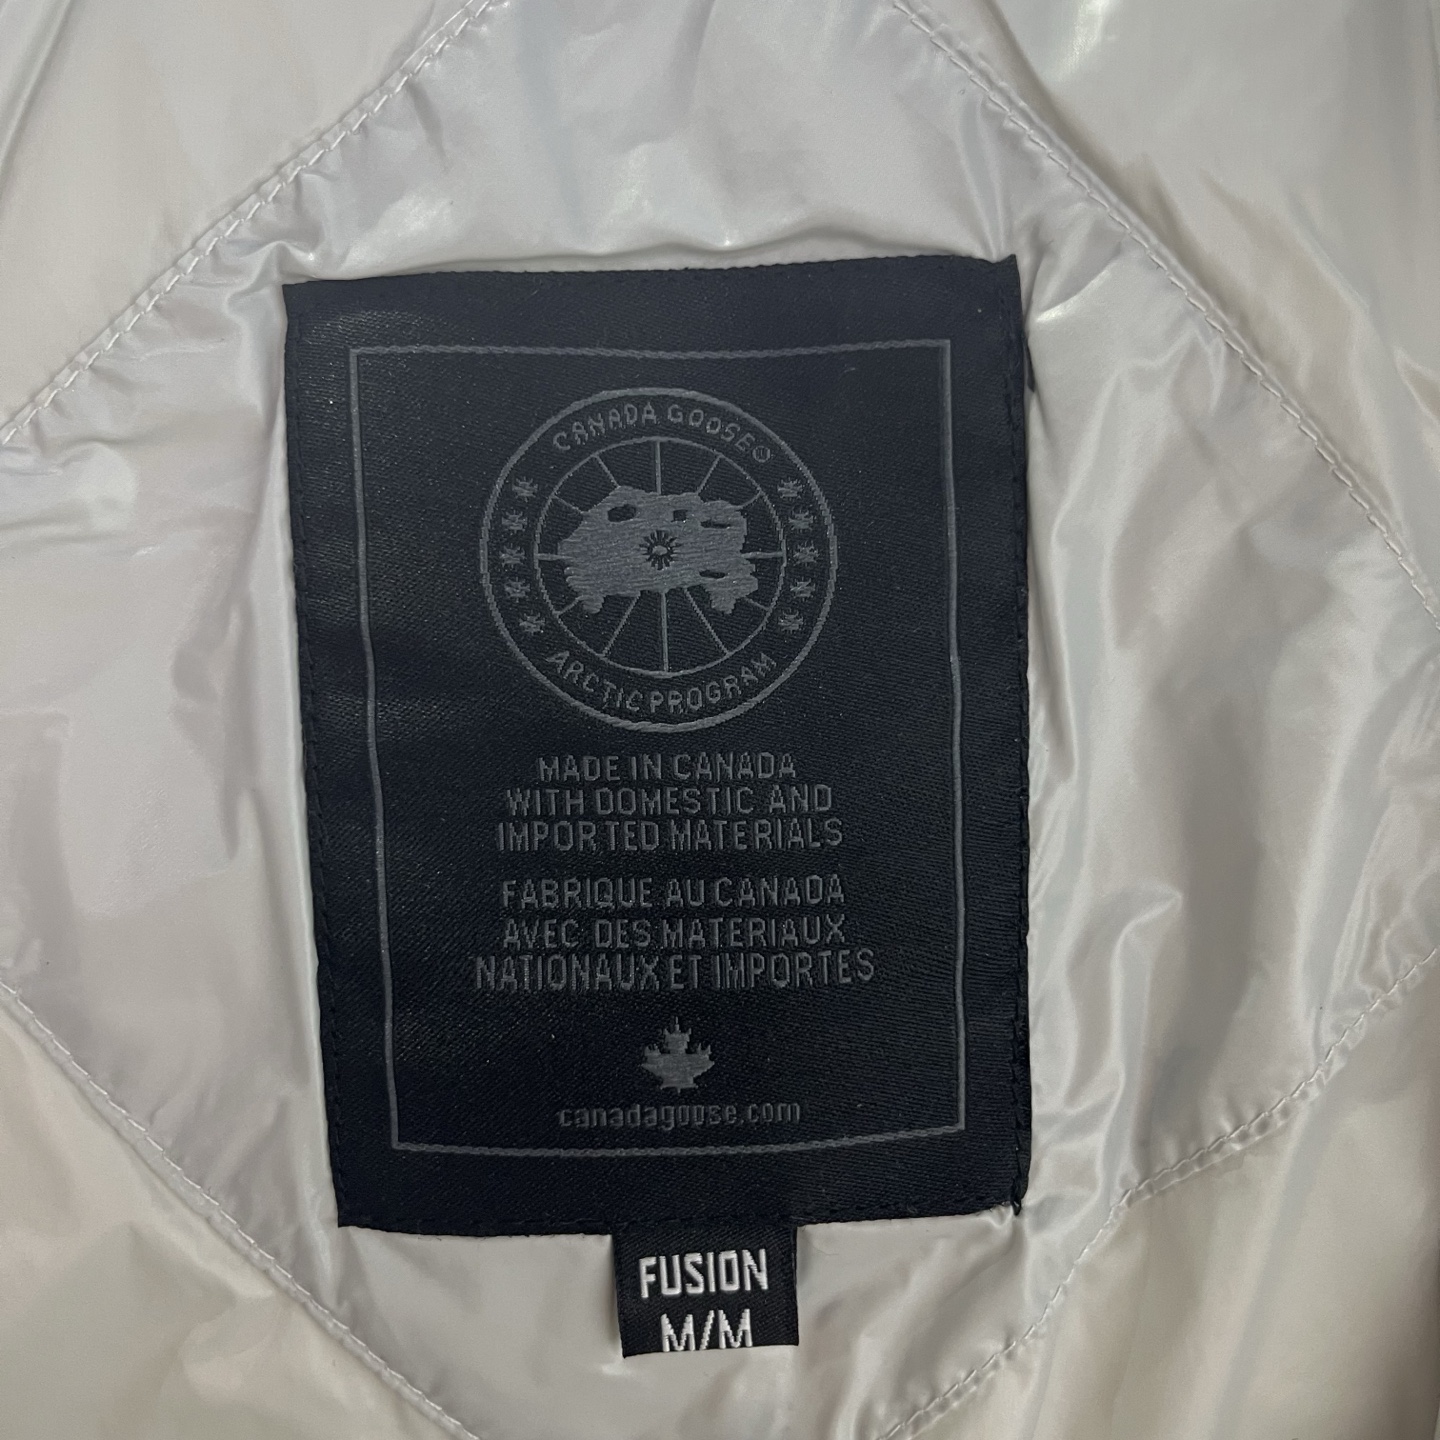 CANADA GOOSE®
ARCTIC PROGRAM
MADE IN CANADA
WITH DOMESTIC AND
IMPORTED MATERIALS
FABRIQUE AU CANADA
AVEC DES MATERIAUX
NATIONAUX ET IMPORTES
canadagoose.com
FUSION
M/M